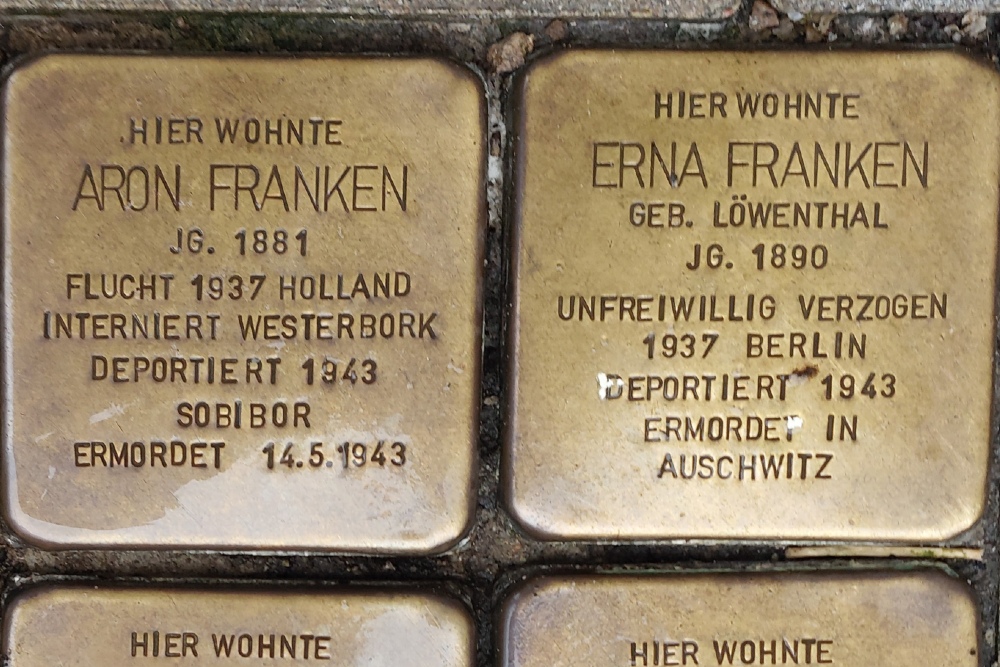 HIER WOHNTE
ARON FRANKEN
JG. 1881
FLUCHT 1937 HOLLAND
INTERNIERT WESTERBORK
DEPORTIERT 1943
SOBIBOR
ERMORDET 14.5.1943
HIER WOHNTE
ERNA FRANKEN
GEB. LÖWENTHAL
JG. 1890
UNFREIWILLIG VERZOGEN
1937 BERLIN
DEPORTIERT 1943
ERMORDET IN
AUSCHWITZ
HIER WOHNTE
HIER WOHNTE